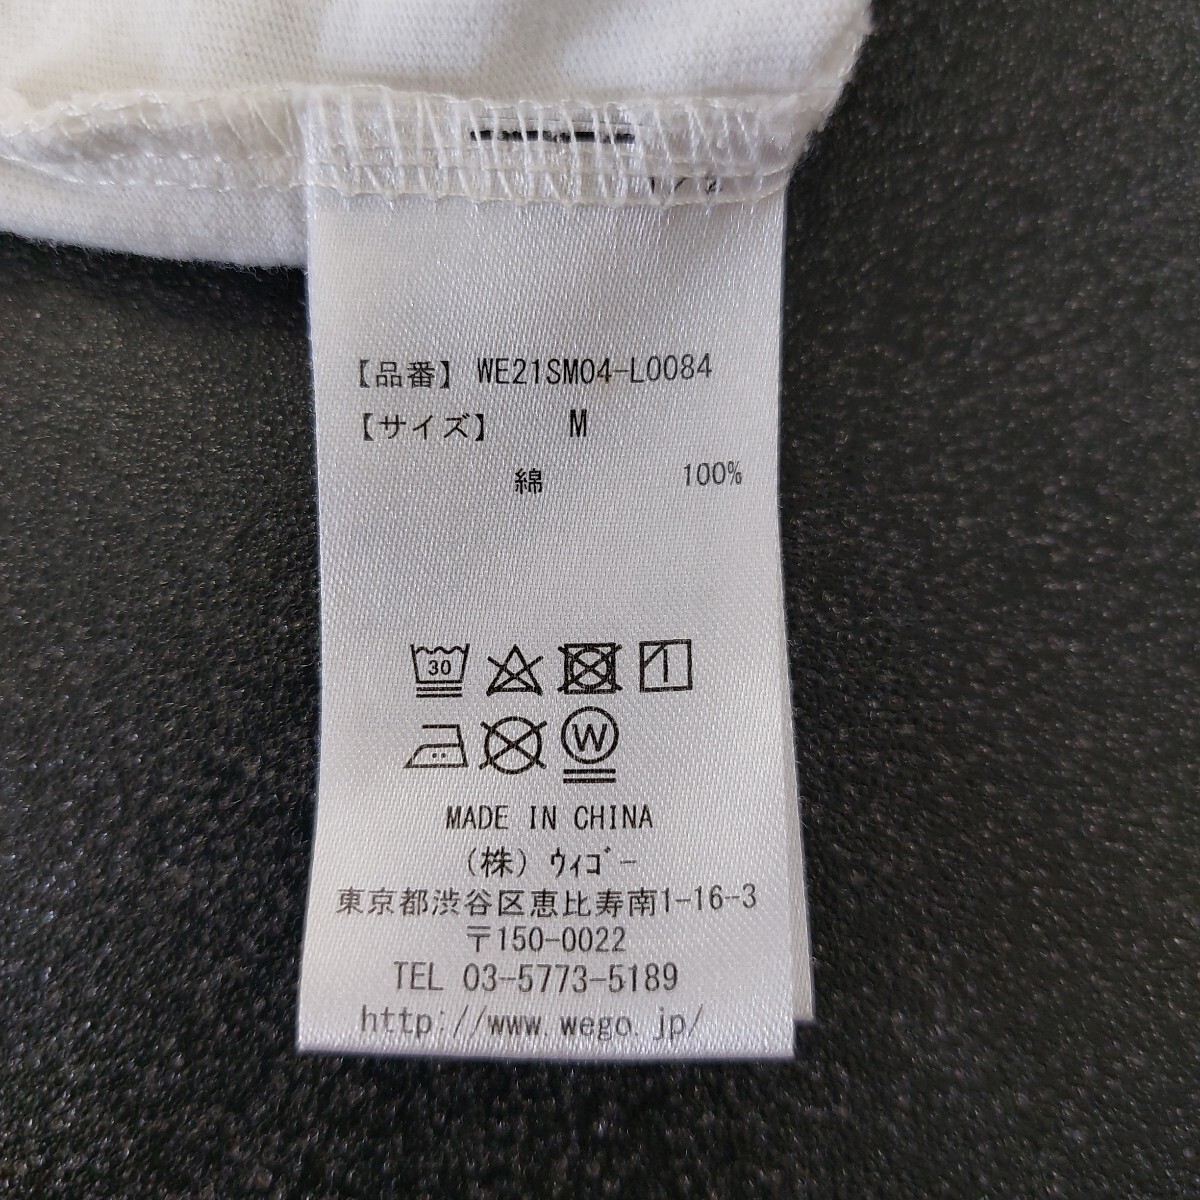 【品番】 WE21SM04-L0084
【サイズ】 M
綿 100%
30
W
MADE IN CHINA
(株) ｳｨｺﾞｰ
東京都渋谷区恵比寿南1-16-3
〒150-0022
TEL 03-5773-5189
http://www.wego.jp/